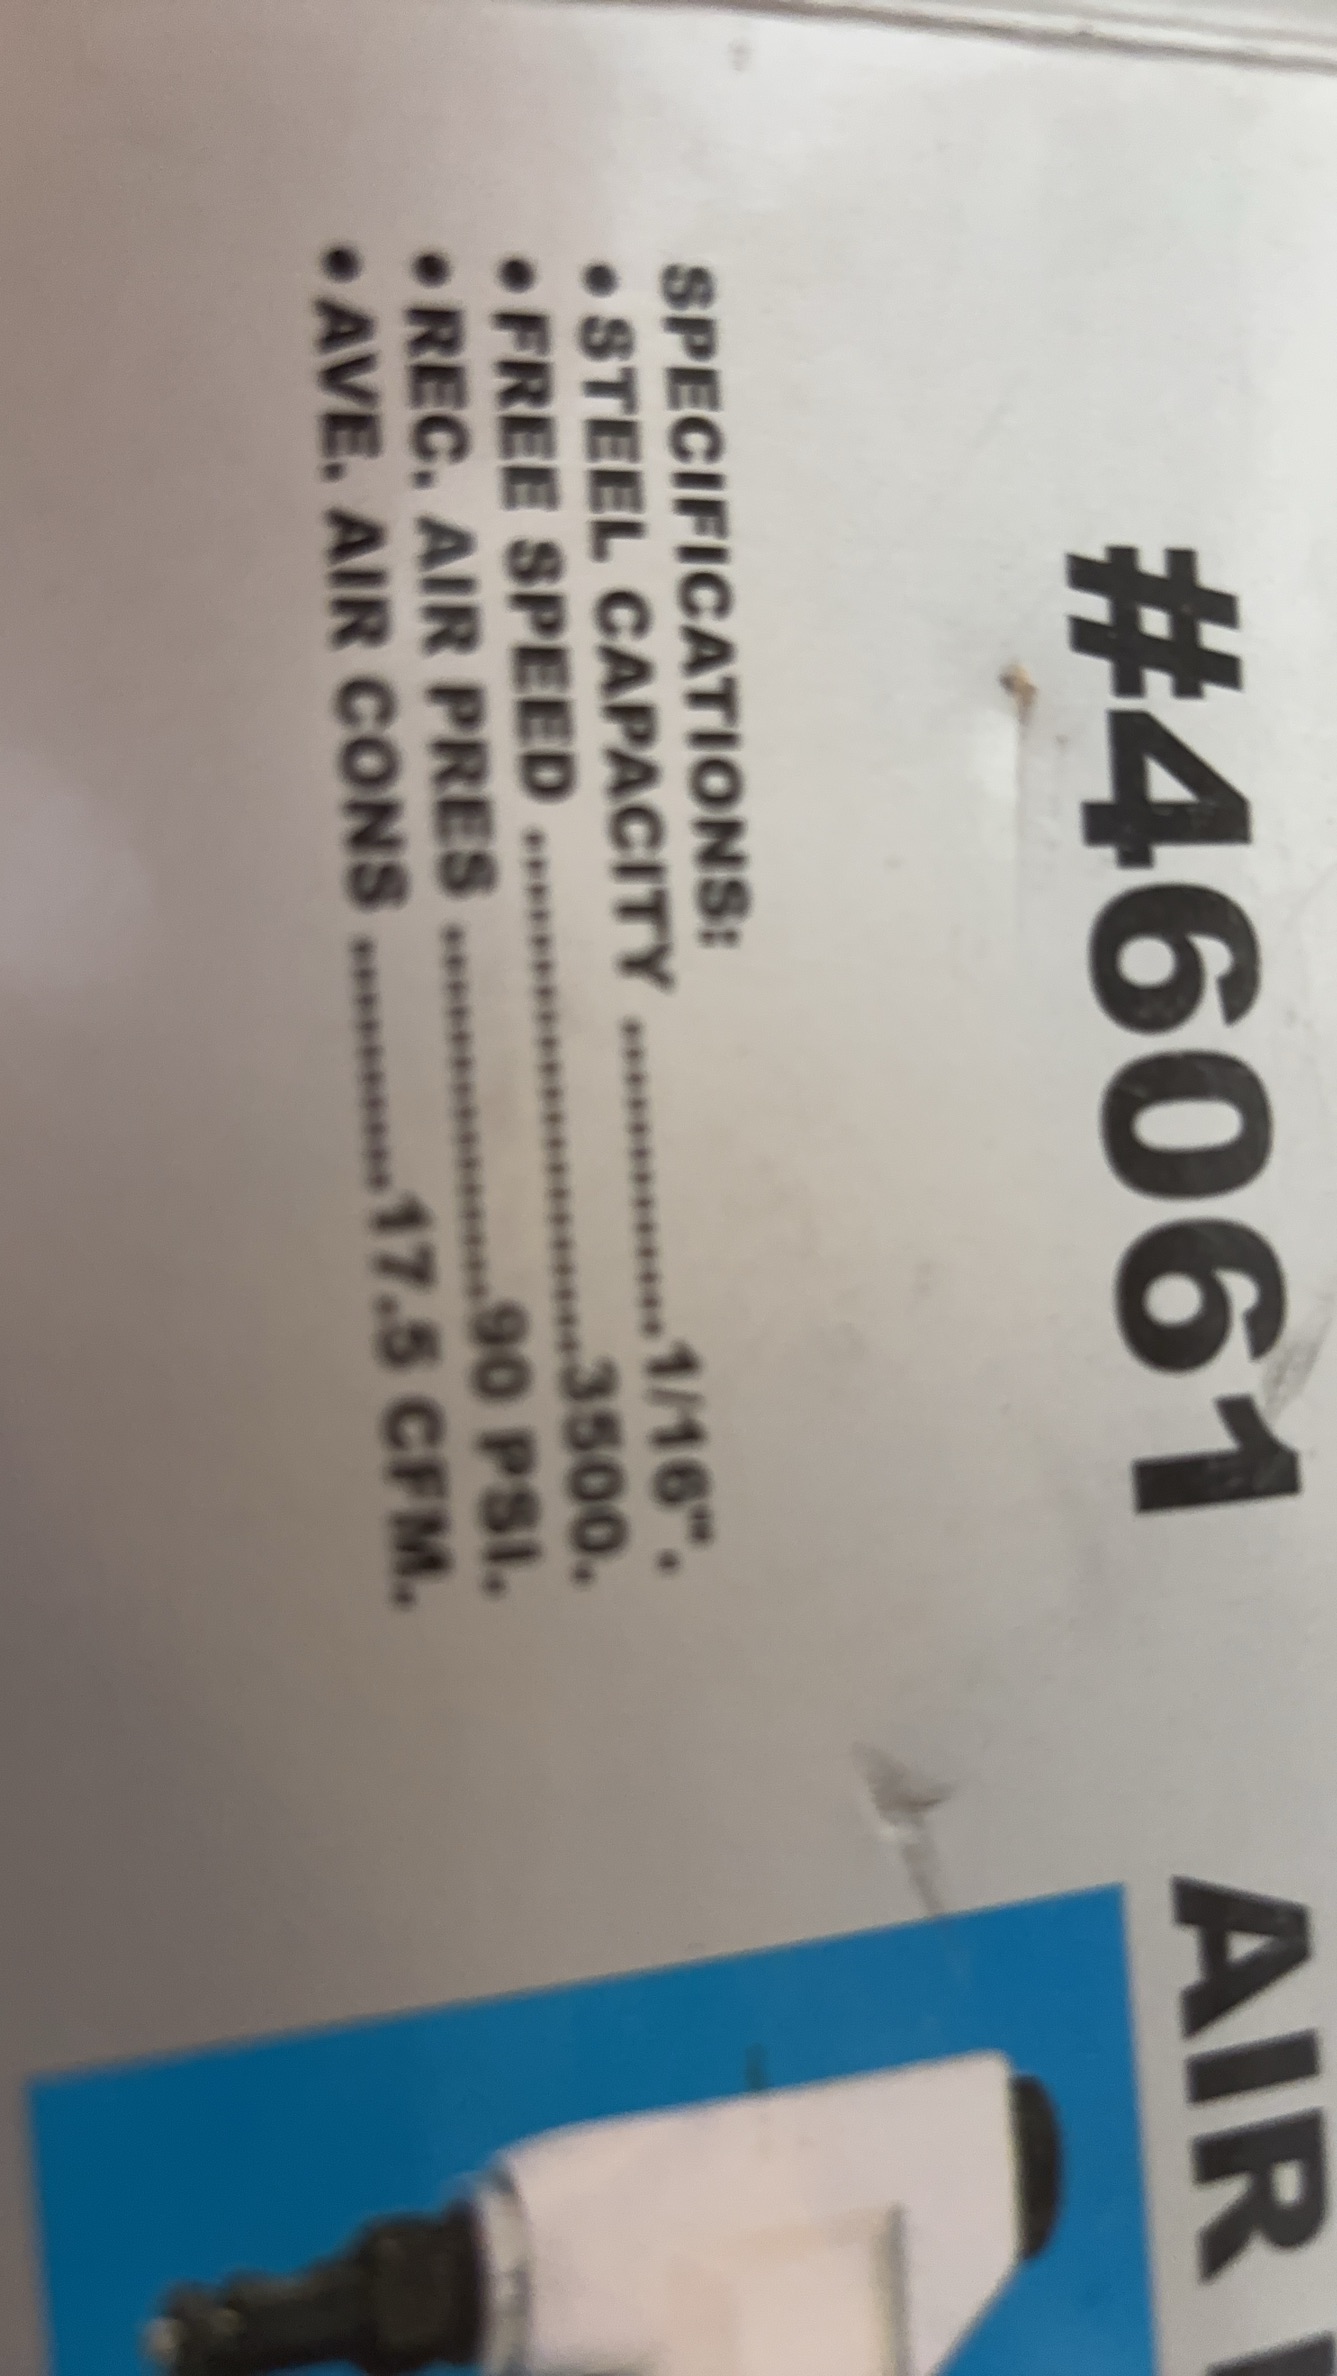 #46061
AIR
SPECIFICATIONS:
• STEEL CAPACITY ............1/16".
• FREE SPEED ....................3500.
• REC. AIR PRES ..............90 PSI.
• AVE. AIR CONS ..........17.5 CFM.